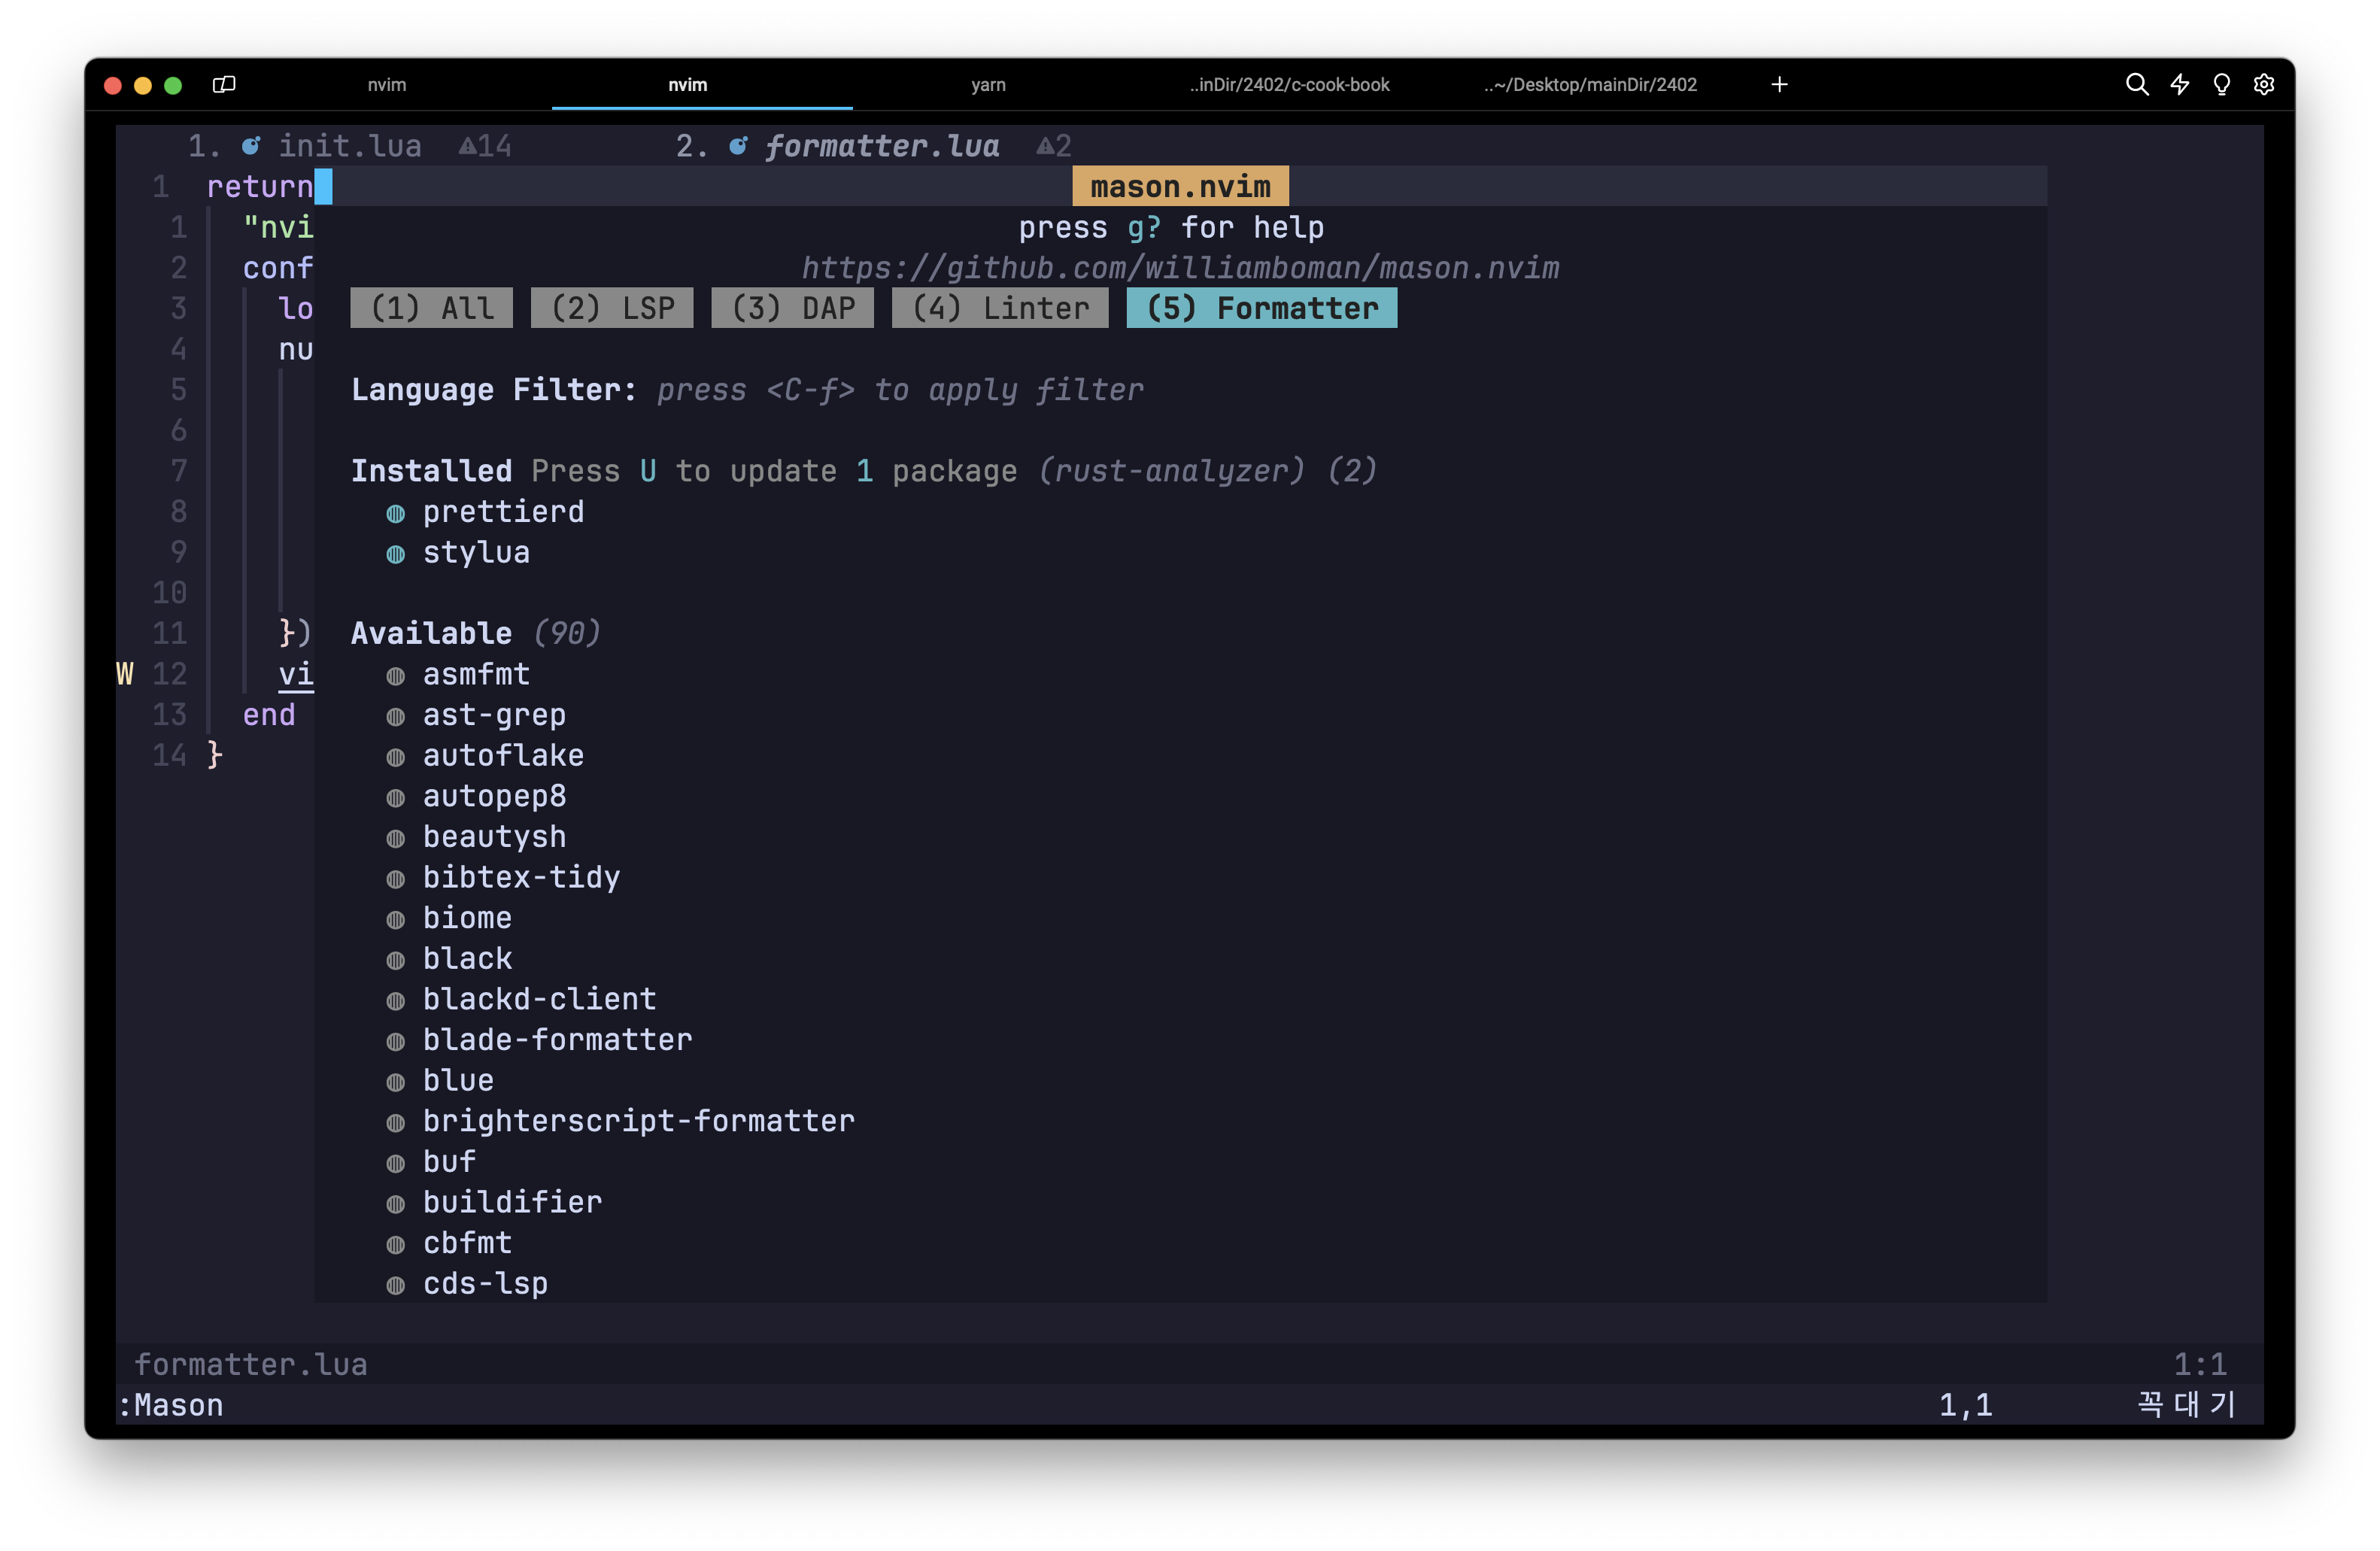 nvim nvim yarn ..inDir/2402/c-cook-book ..~/Desktop/mainDir/2402 +
1. init.lua 14 2. formatter.lua 2
1 return mason.nvim
1 "nvi press g? for help
2 conf https://github.com/williamboman/mason.nvim
3 lo (1) All (2) LSP (3) DAP (4) Linter (5) Formatter
4 nu
5 Language Filter: press <C-f> to apply filter
6
7 Installed Press U to update 1 package (rust-analyzer) (2)
8 prettierd
9 stylua
10
11 }) Available (90)
W 12 vi asmfmt
13 end ast-grep
14 } autoflake
autopep8
beautysh
bibtex-tidy
biome
black
blackd-client
blade-formatter
blue
brighterscript-formatter
buf
buildifier
cbfmt
cds-lsp
formatter.lua 1:1
:Mason 1,1 꼭대기